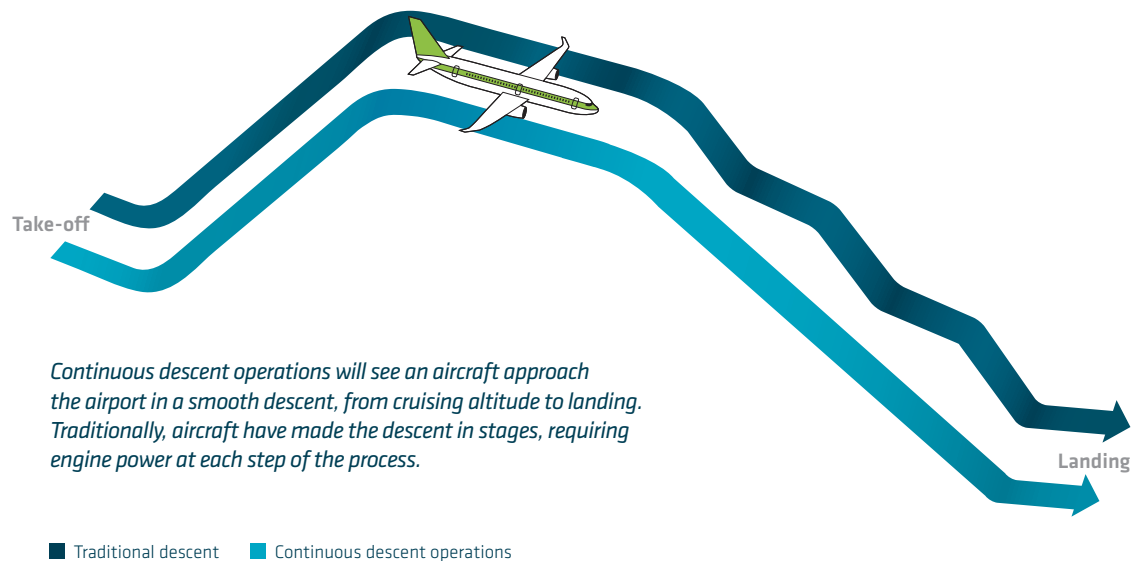 Take-off
Continuous descent operations will see an aircraft approach
the airport in a smooth descent, from cruising altitude to landing.
Traditionally, aircraft have made the descent in stages, requiring
engine power at each step of the process.
Landing
Traditional descent
Continuous descent operations